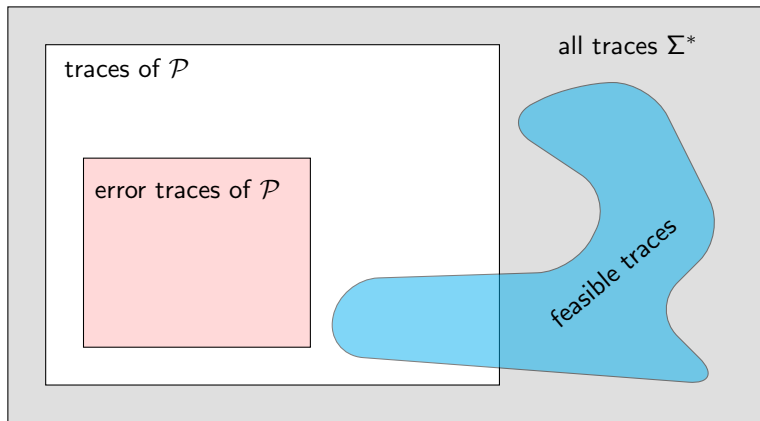 all traces Σ*
traces of 𝒫
error traces of 𝒫
feasible traces